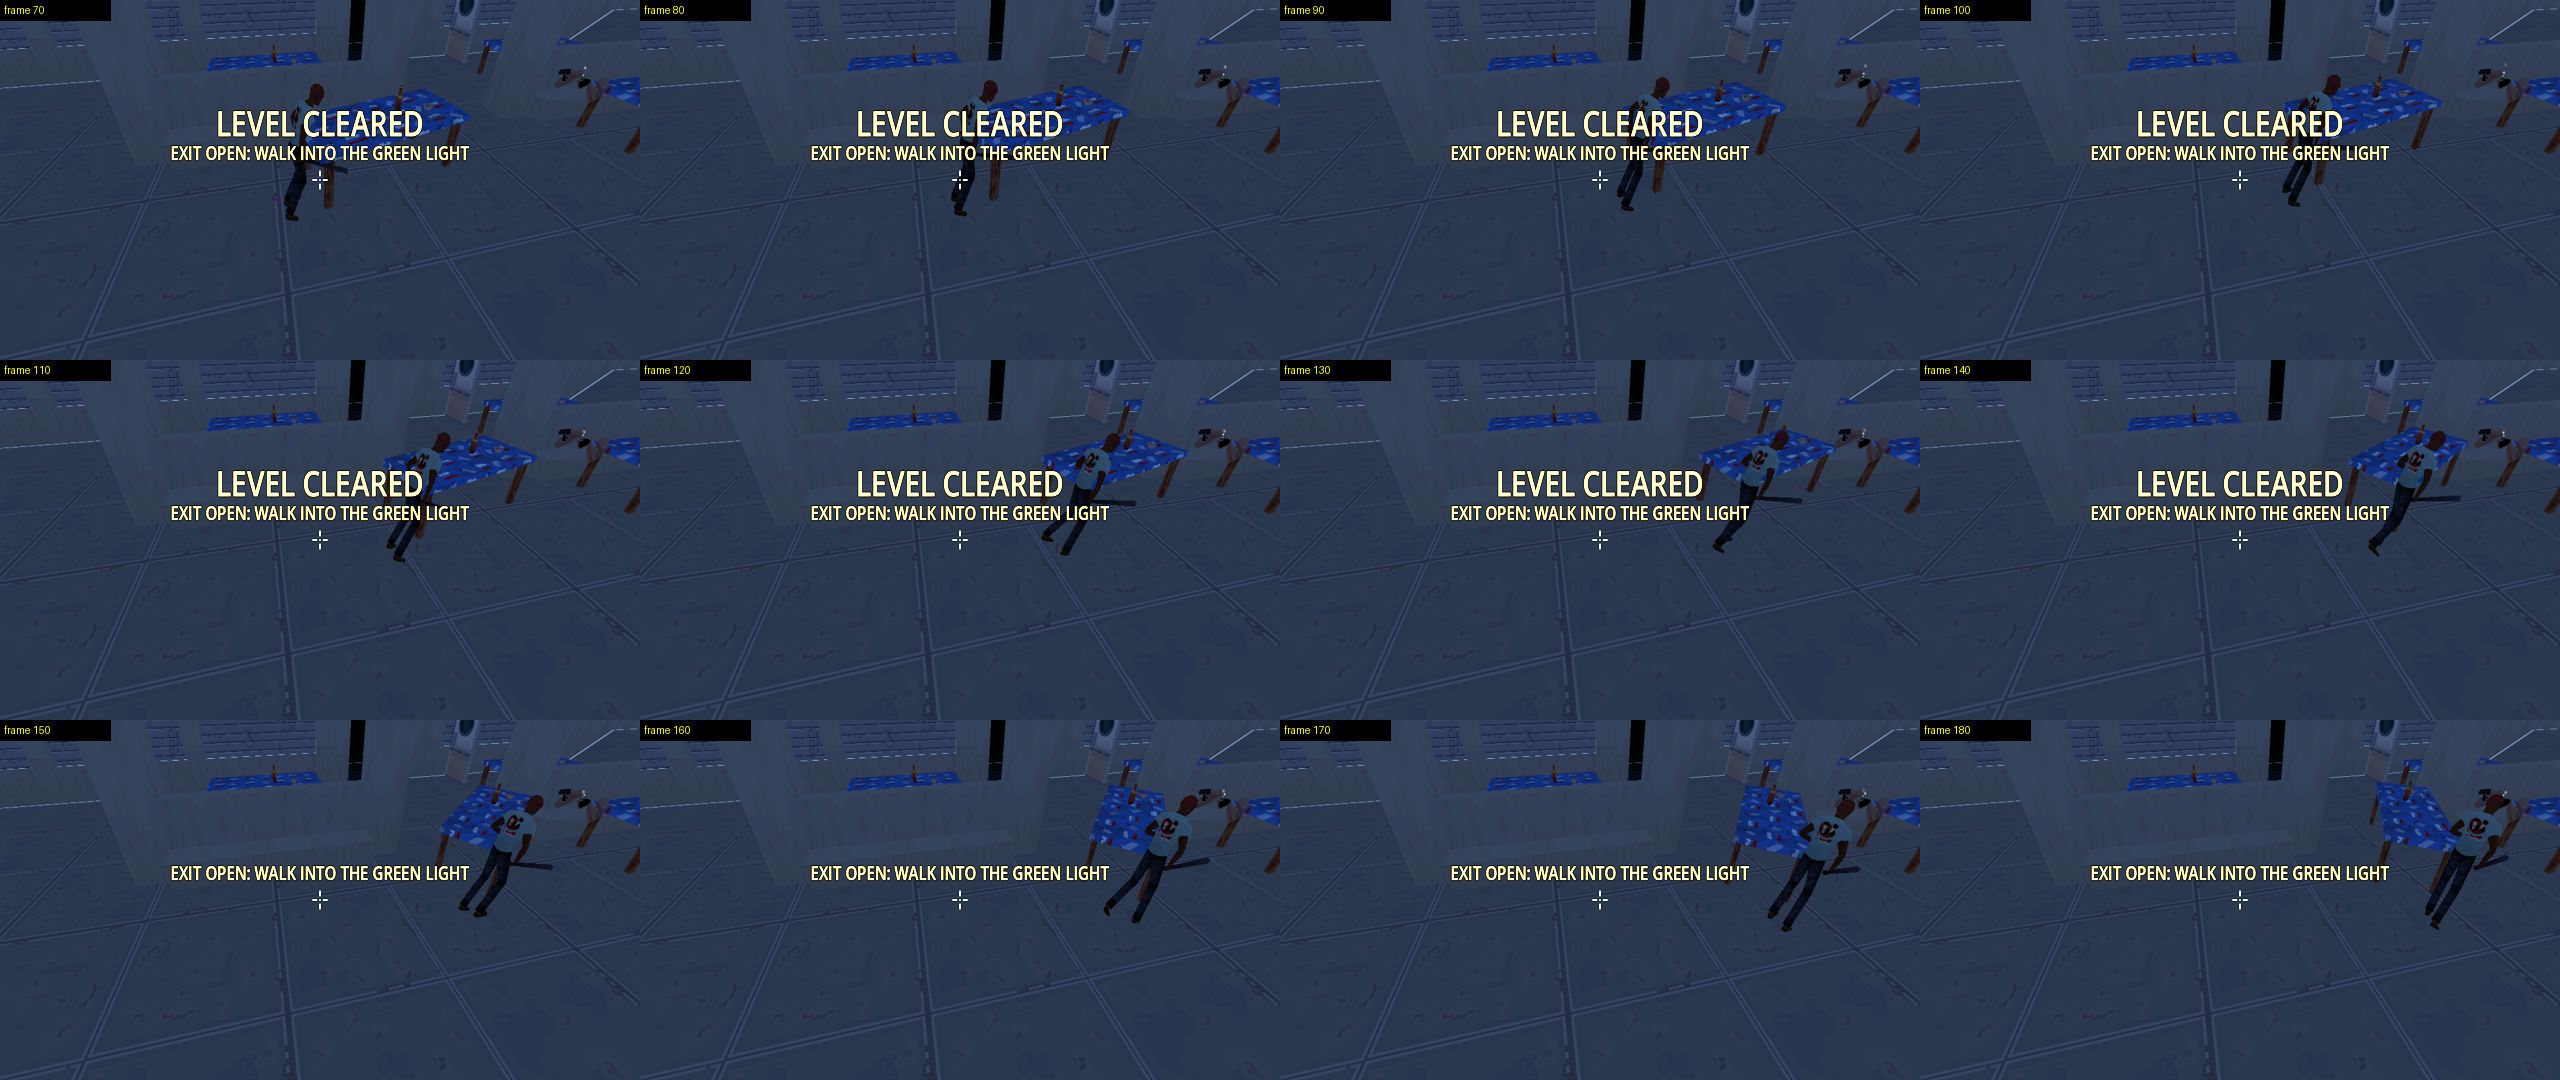 frame 70
frame 80
frame 90
frame 100
LEVEL CLEARED
LEVEL CLEARED
LEVEL CLEARED
LEVEL CLEARED
EXIT OPEN: WALK INTO THE GREEN LIGHT
EXIT OPEN: WALK INTO THE GREEN LIGHT
EXIT OPEN: WALK INTO THE GREEN LIGHT
EXIT OPEN: WALK INTO THE GREEN LIGHT
frame 110
frame 120
frame 130
frame 140
LEVEL CLEARED
LEVEL CLEARED
LEVEL CLEARED
LEVEL CLEARED
EXIT OPEN: WALK INTO THE GREEN LIGHT
EXIT OPEN: WALK INTO THE GREEN LIGHT
EXIT OPEN: WALK INTO THE GREEN LIGHT
EXIT OPEN: WALK INTO THE GREEN LIGHT
frame 150
frame 160
frame 170
frame 180
EXIT OPEN: WALK INTO THE GREEN LIGHT
EXIT OPEN: WALK INTO THE GREEN LIGHT
EXIT OPEN: WALK INTO THE GREEN LIGHT
EXIT OPEN: WALK INTO THE GREEN LIGHT